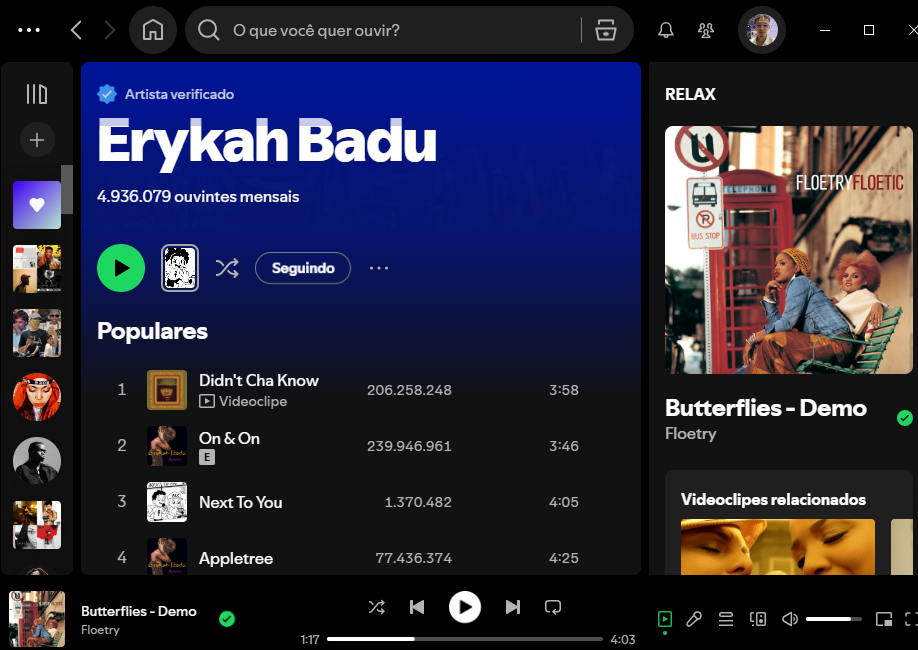 O que você quer ouvir?
Artista verificado
Erykah Badu
4.936.079 ouvintes mensais
Seguindo
Populares
1 Didn't Cha Know 206.258.248 3:58
Videoclipe
2 On & On 239.946.961 3:46
E
3 Next To You 1.370.482 4:05
4 Appletree 77.436.374 4:25
RELAX
TELEPHONE
FLOETRYFLOETIC
BUS STOP
Butterflies - Demo
Floetry
Videoclipes relacionados
Butterflies - Demo
Floetry
1:17
4:03